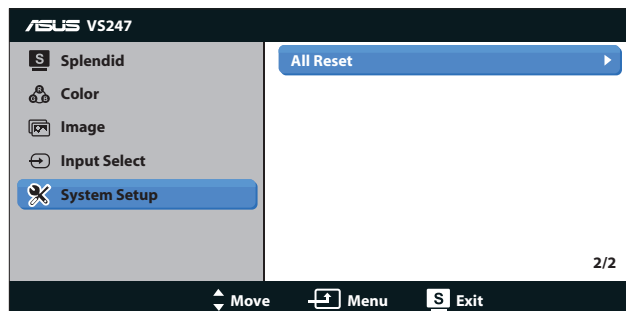 ASUS VS247
S Splendid
All Reset
R G B Color
Image
Input Select
System Setup
2/2
Move Menu S Exit